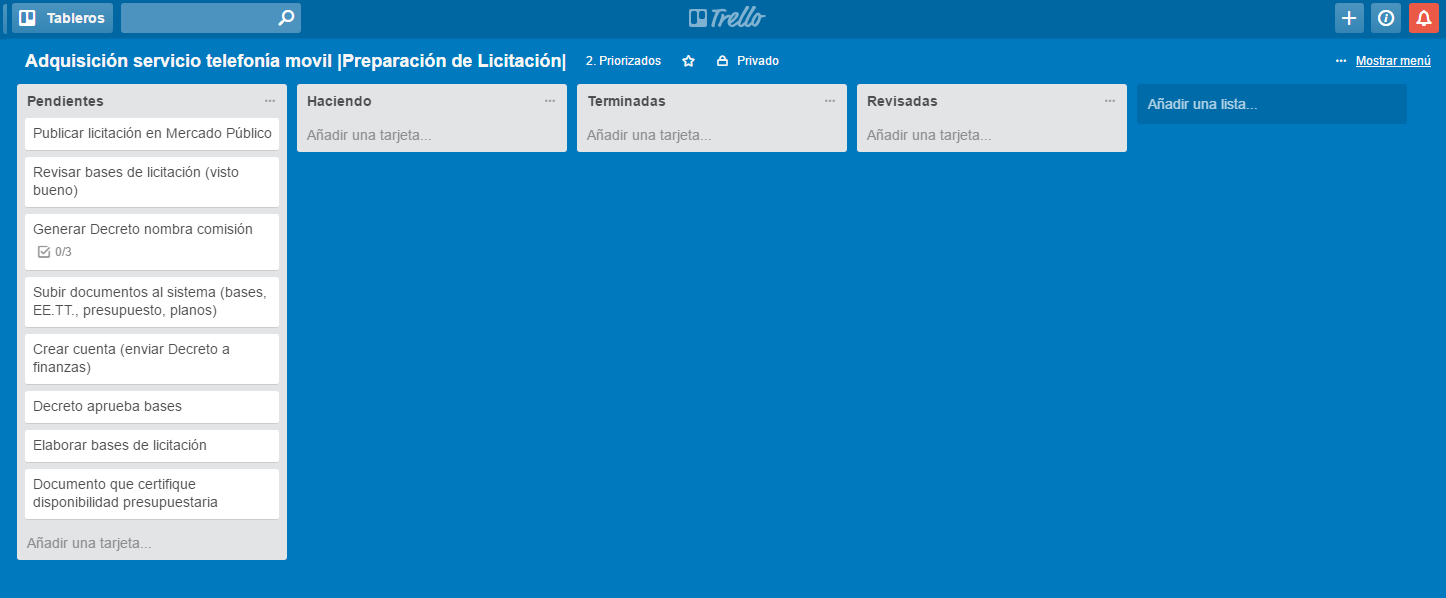 Tableros
Trello
Adquisición servicio telefonía movil |Preparación de Licitación|
2. Priorizados
Privado
Mostrar menú
Pendientes
Publicar licitación en Mercado Público
Revisar bases de licitación (visto
bueno)
Generar Decreto nombra comisión
0/3
Subir documentos al sistema (bases,
EE.TT., presupuesto, planos)
Crear cuenta (enviar Decreto a
finanzas)
Decreto aprueba bases
Elaborar bases de licitación
Documento que certifique
disponibilidad presupuestaria
Añadir una tarjeta...
Haciendo
Añadir una tarjeta...
Terminadas
Añadir una tarjeta...
Revisadas
Añadir una tarjeta...
Añadir una lista...